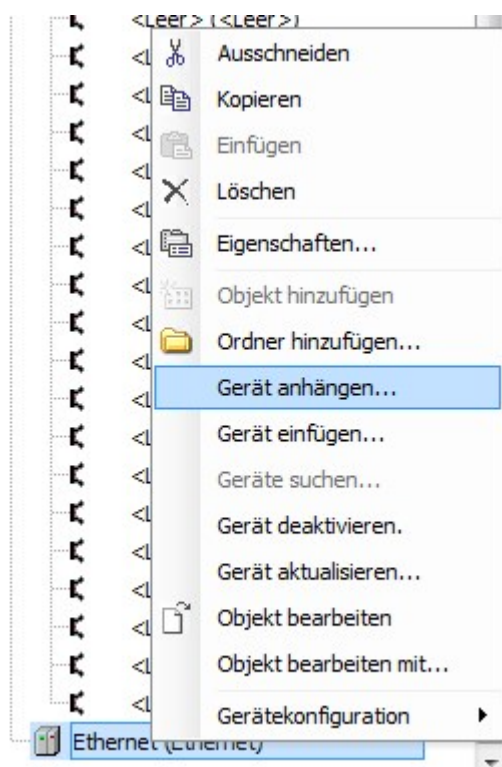 <Leer> (<Leer>)
Ausschneiden
Kopieren
Einfügen
Löschen
Eigenschaften...
Objekt hinzufügen
Ordner hinzufügen...
Gerät anhängen...
Gerät einfügen...
Geräte suchen...
Gerät deaktivieren.
Gerät aktualisieren...
Objekt bearbeiten
Objekt bearbeiten mit...
Gerätekonfiguration
Ethernet (Ethernet)